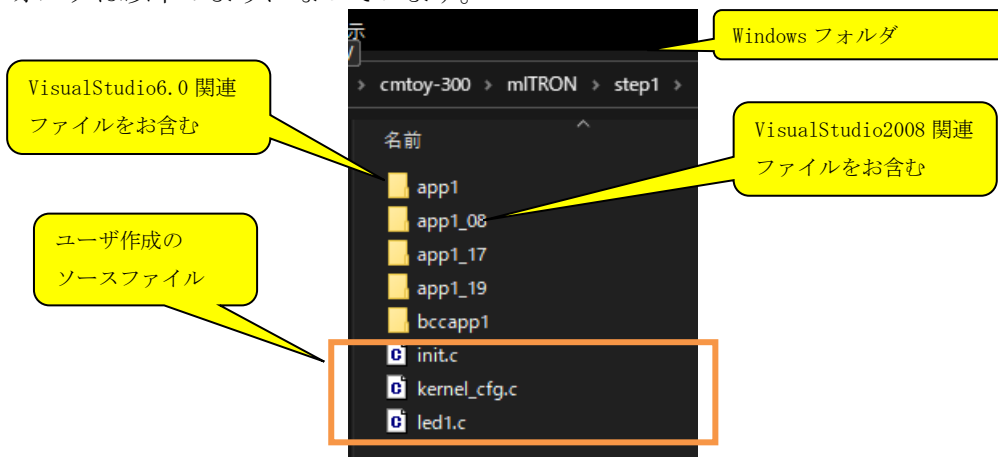 示
Windows フォルダ
VisualStudio6.0 関連
ファイルをお含む
cmtoy-300 > mITRON > step1 >
名前
VisualStudio2008 関連
ファイルをお含む
app1
app1_08
app1_17
app1_19
bccapp1
ユーザ作成の
ソースファイル
init.c
kernel_cfg.c
led1.c